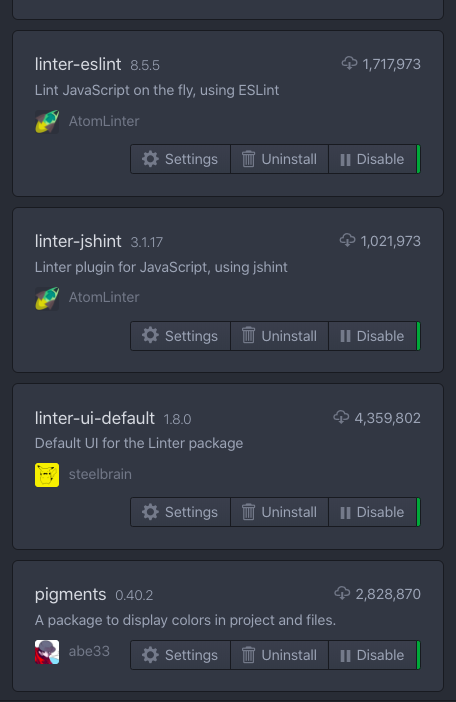 linter-eslint 8.5.5 1,717,973
Lint JavaScript on the fly, using ESLint
AtomLinter
Settings Uninstall Disable
linter-jshint 3.1.17 1,021,973
Linter plugin for JavaScript, using jshint
AtomLinter
Settings Uninstall Disable
linter-ui-default 1.8.0 4,359,802
Default UI for the Linter package
steelbrain
Settings Uninstall Disable
pigments 0.40.2 2,828,870
A package to display colors in project and files.
abe33 Settings Uninstall Disable